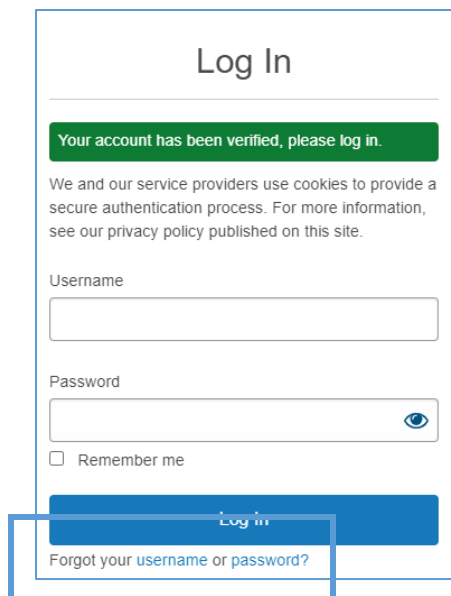 Log In
Your account has been verified, please log in.
We and our service providers use cookies to provide a
secure authentication process. For more information,
see our privacy policy published on this site.
Username
Password
Remember me
Log In
Forgot your username or password?